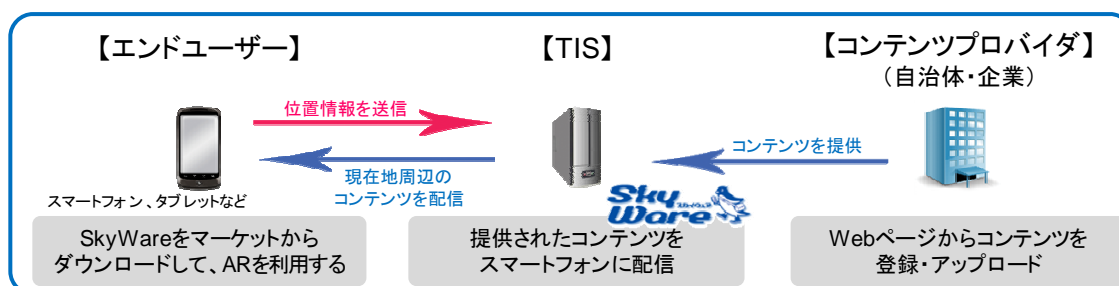 【エンドユーザー】
【TIS】
【コンテンツプロバイダ】
（自治体・企業）
位置情報を送信
現在地周辺の
コンテンツを配信
コンテンツを提供
スマートフォン、タブレットなど
Sky
Ware
SkyWareをマーケットから
ダウンロードして、ARを利用する
提供されたコンテンツを
スマートフォンに配信
Webページからコンテンツを
登録・アップロード